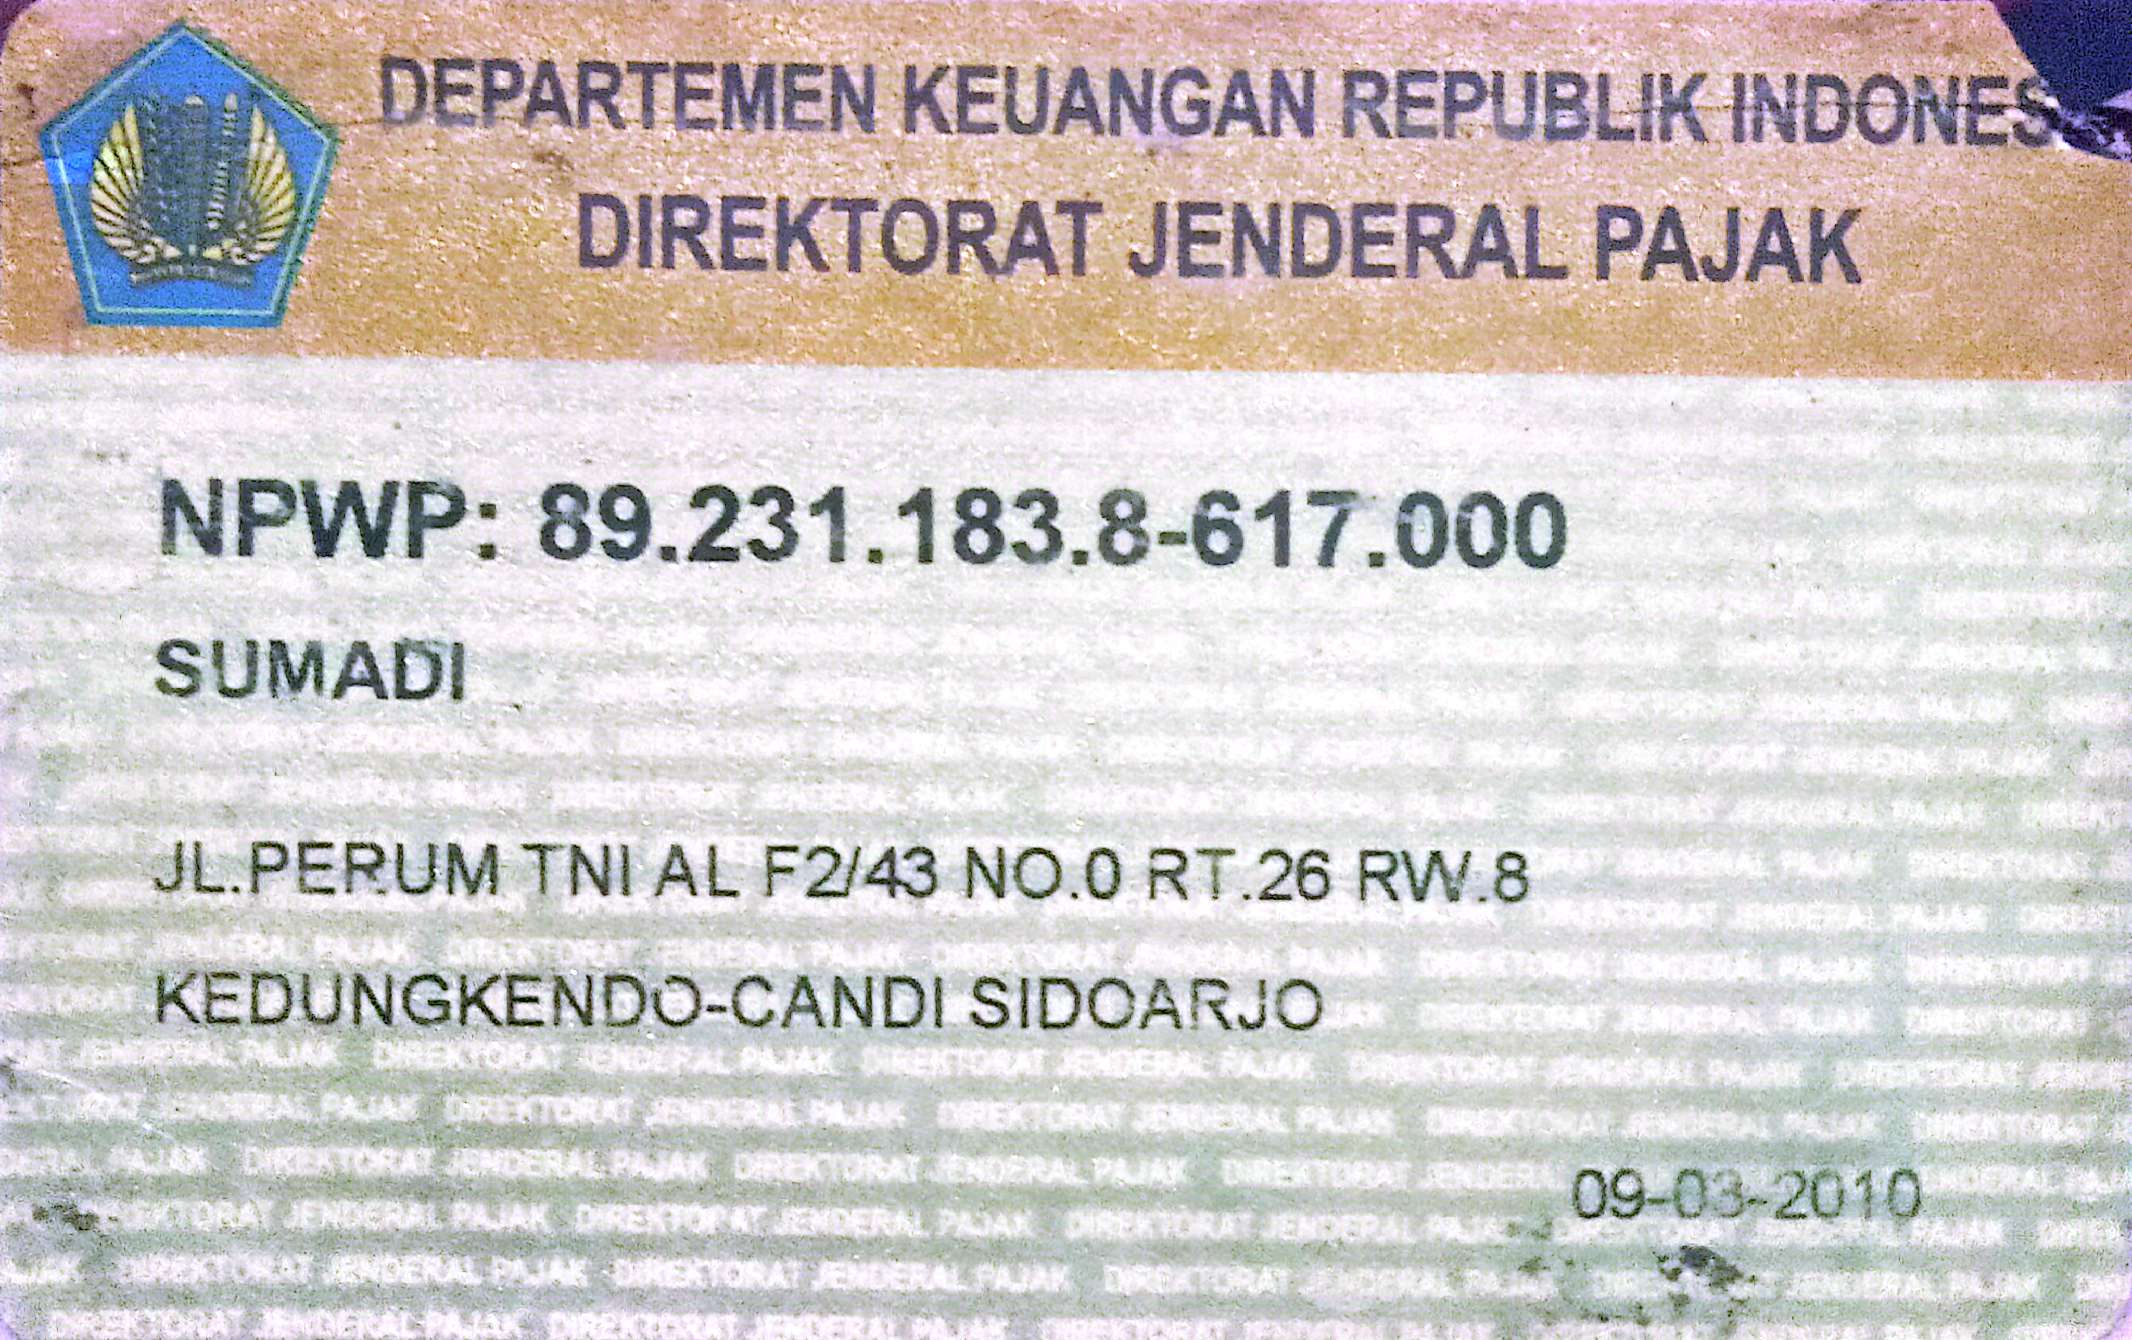 DEPARTEMEN KEUANGAN REPUBLIK INDONES
DIREKTORAT JENDERAL PAJAK
NPWP: 89.231.183.8-617.000
SUMADI
JL.PERUM TNI AL F2/43 NO.0 RT.26 RW.8
KEDUNGKENDO-CANDI SIDOARJO
09-03-2010